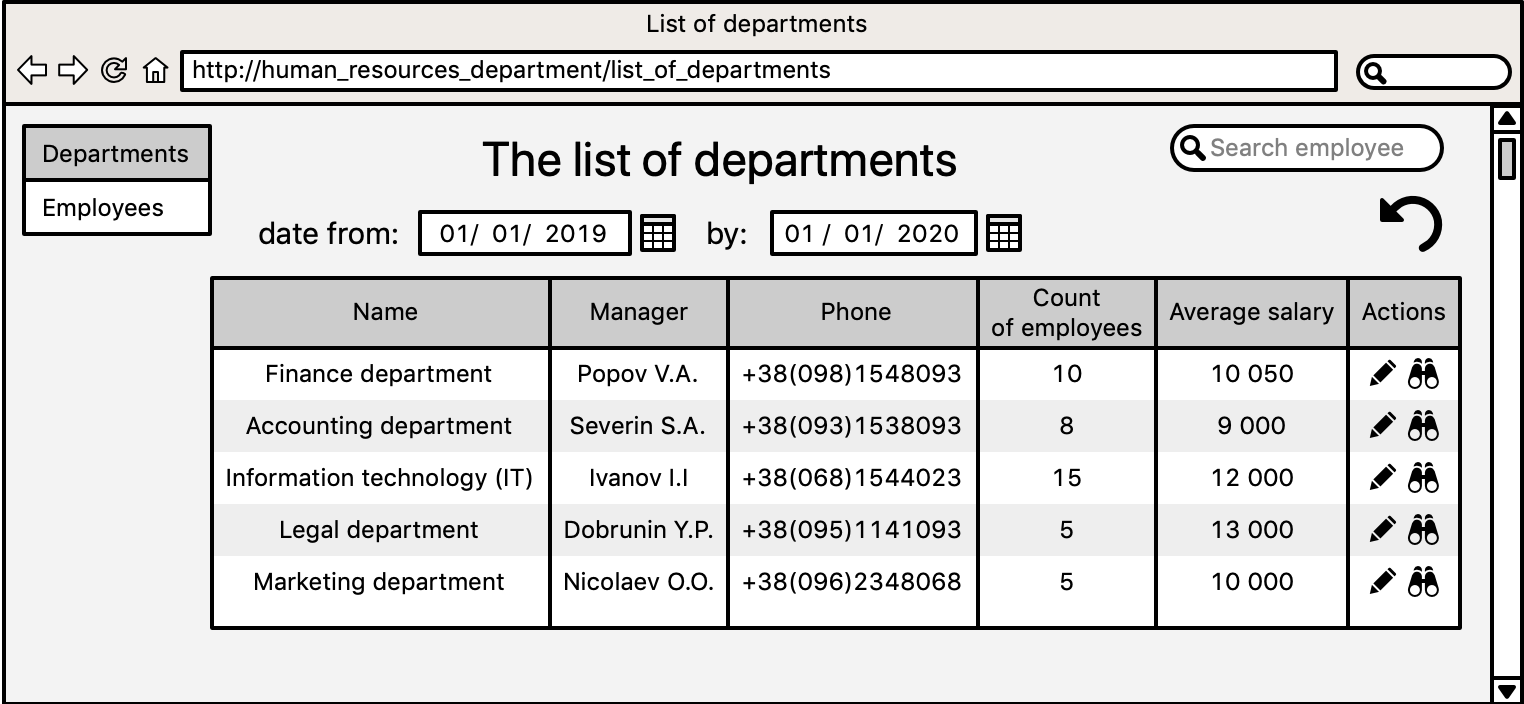 List of departments
http://human_resources_department/list_of_departments
Departments
Employees
The list of departments
Search employee
date from: 01/ 01/ 2019 by: 01 / 01/ 2020
Name Manager Phone Count of employees Average salary Actions
Finance department Popov V.A. +38(098)1548093 10 10 050
Accounting department Severin S.A. +38(093)1538093 8 9 000
Information technology (IT) Ivanov I.I +38(068)1544023 15 12 000
Legal department Dobrunin Y.P. +38(095)1141093 5 13 000
Marketing department Nicolaev O.O. +38(096)2348068 5 10 000